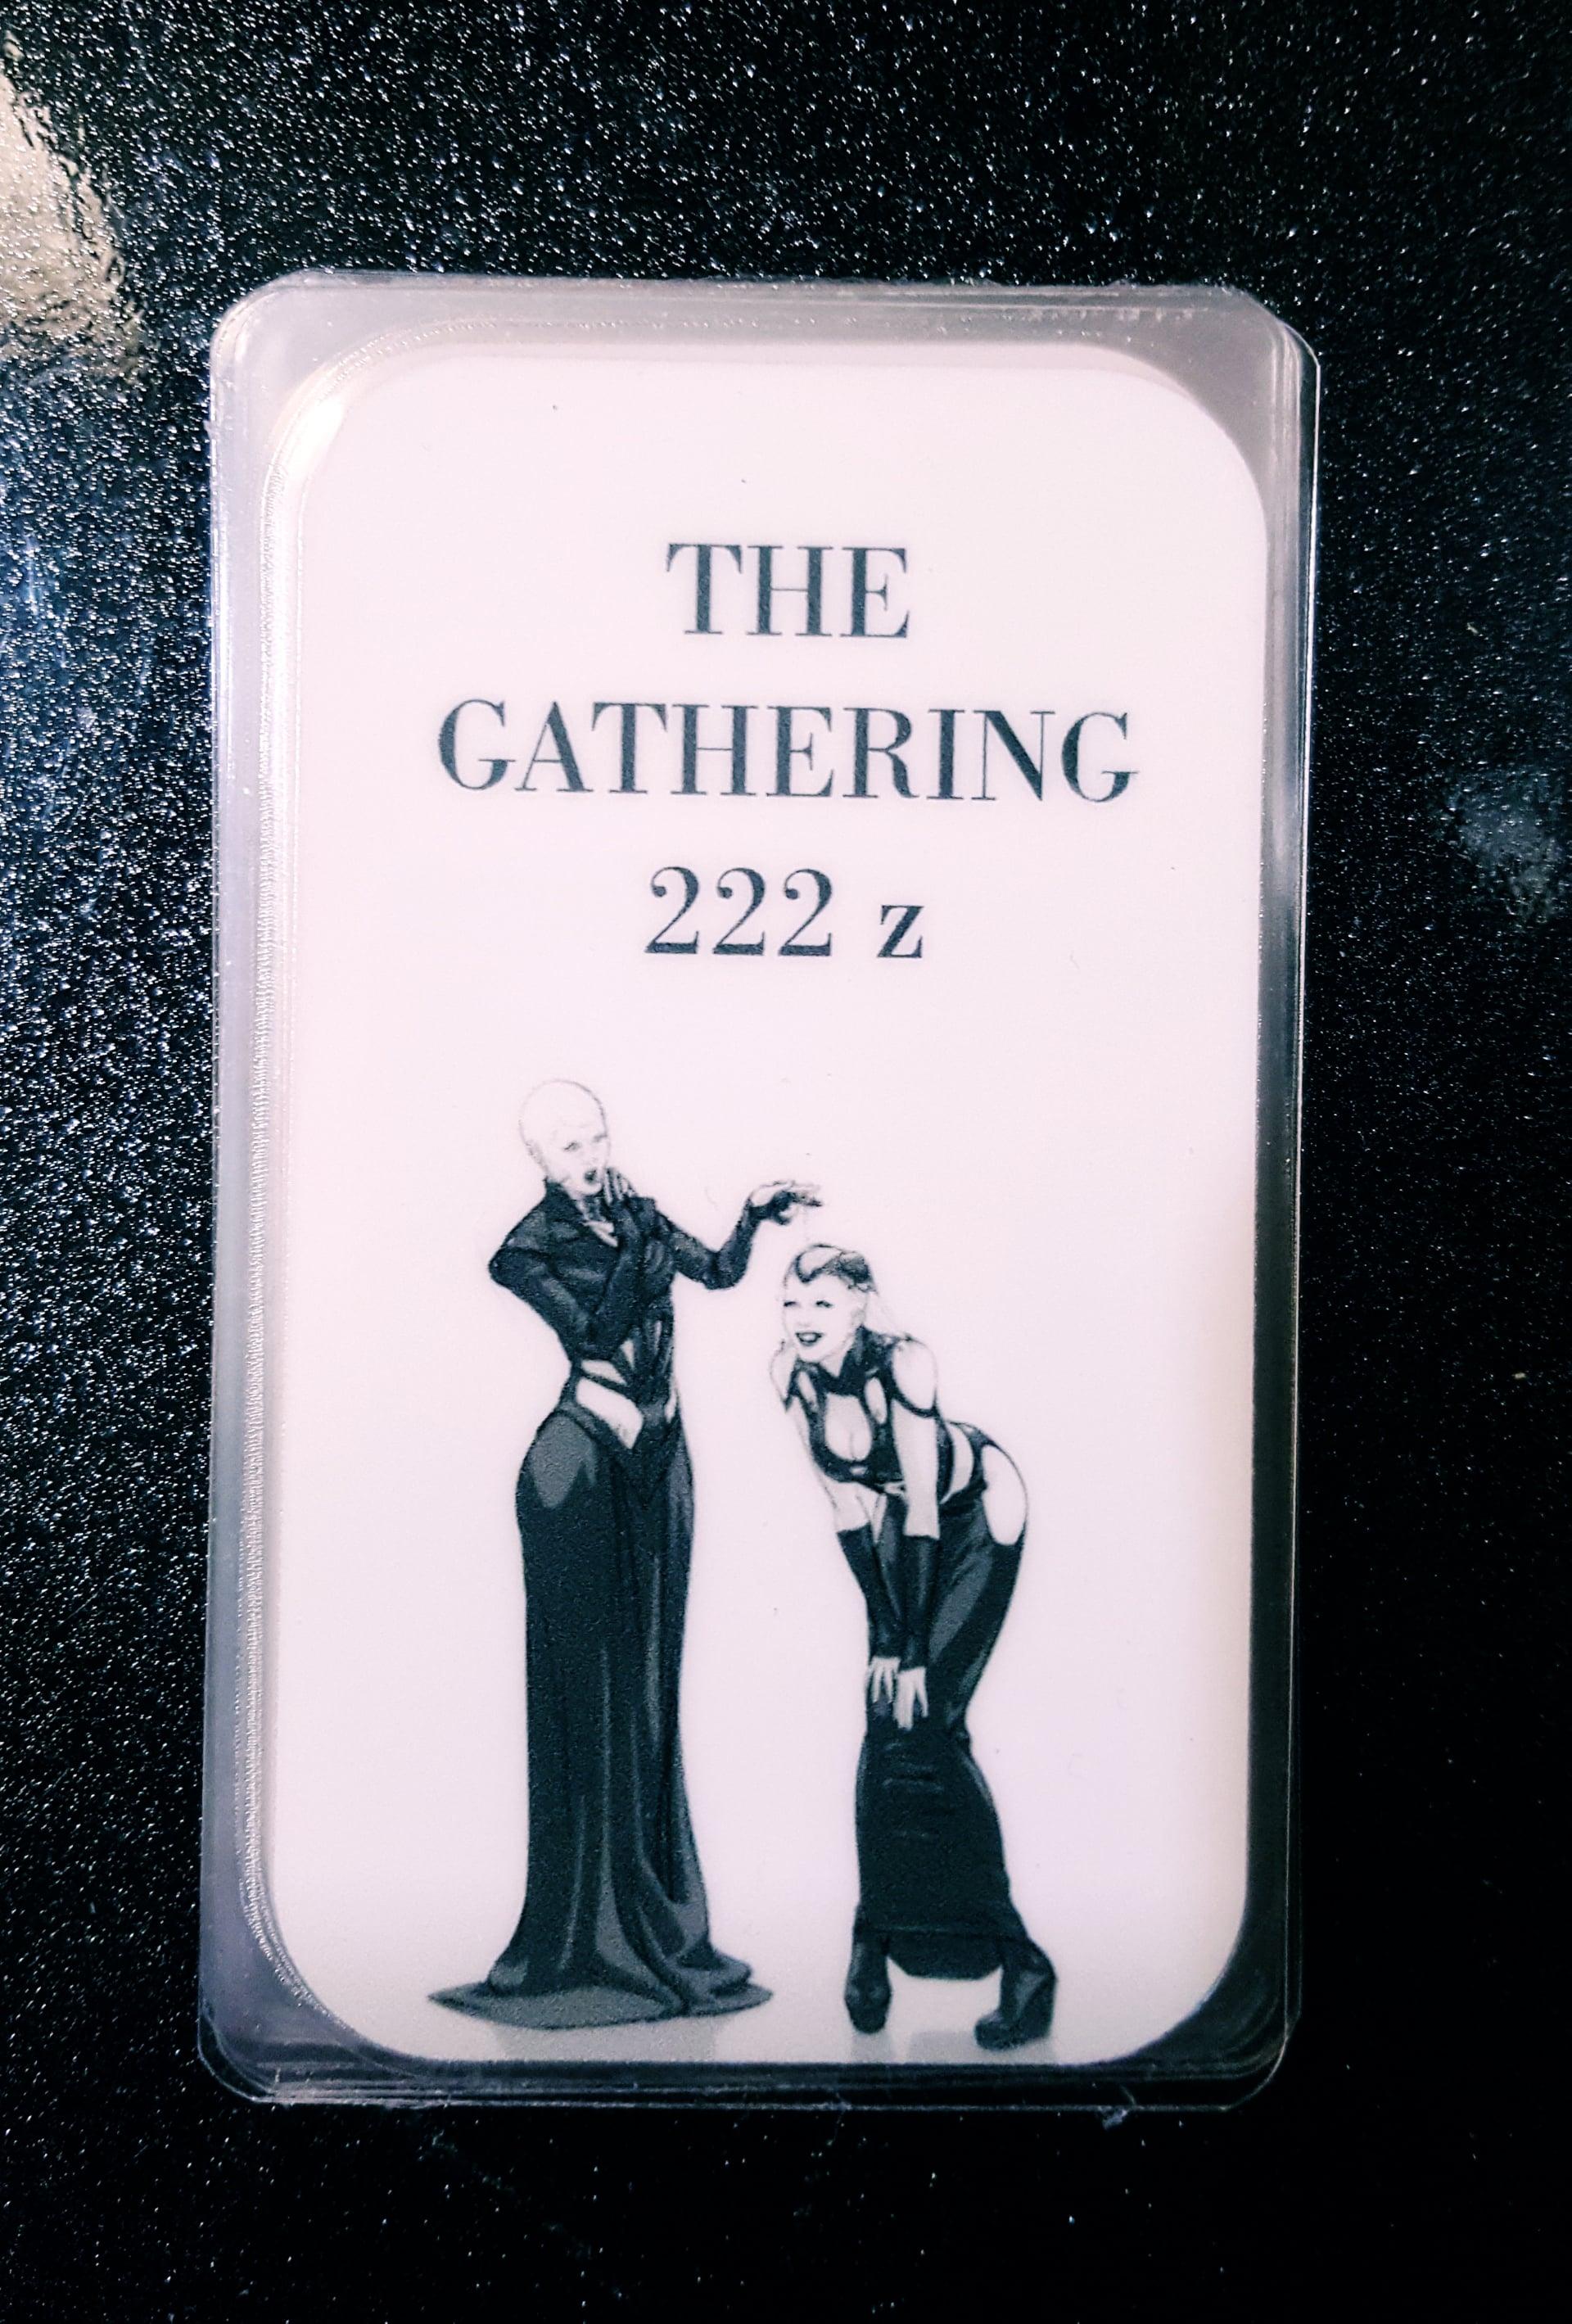 THE
GATHERING
222 z